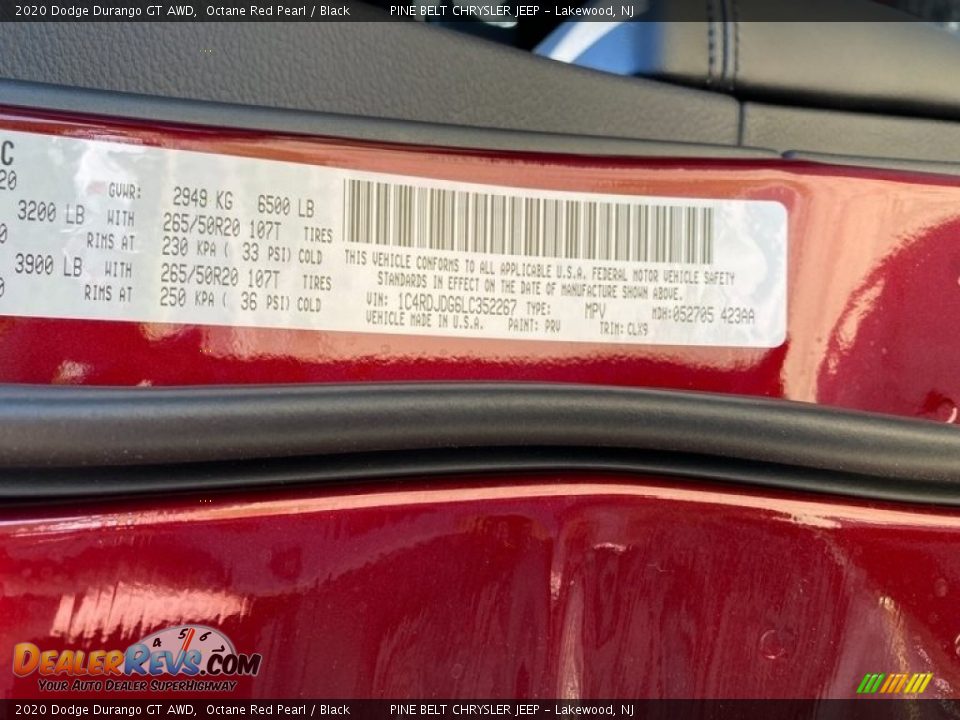 2020 Dodge Durango GT AWD, Octane Red Pearl / Black PINE BELT CHRYSLER JEEP - Lakewood, NJ
C
20
GVWR: 2949 KG 6500 LB
3200 LB WITH 265/50R20 107T TIRES
0 RIMS AT 230 KPA ( 33 PSI) COLD
3900 LB WITH 265/50R20 107T TIRES
0 RIMS AT 250 KPA ( 36 PSI) COLD
THIS VEHICLE CONFORMS TO ALL APPLICABLE U.S.A. FEDERAL MOTOR VEHICLE SAFETY
STANDARDS IN EFFECT ON THE DATE OF MANUFACTURE SHOWN ABOVE.
VIN: 1C4RDJDG6LC352267 TYPE: MPV MDH:052705 423AA
VEHICLE MADE IN U.S.A. PAINT: PRV TRIM: CLX9
4 5 6
DEALERREVS.COM
YOUR AUTO DEALER SUPERHIGHWAY
2020 Dodge Durango GT AWD, Octane Red Pearl / Black PINE BELT CHRYSLER JEEP - Lakewood, NJ